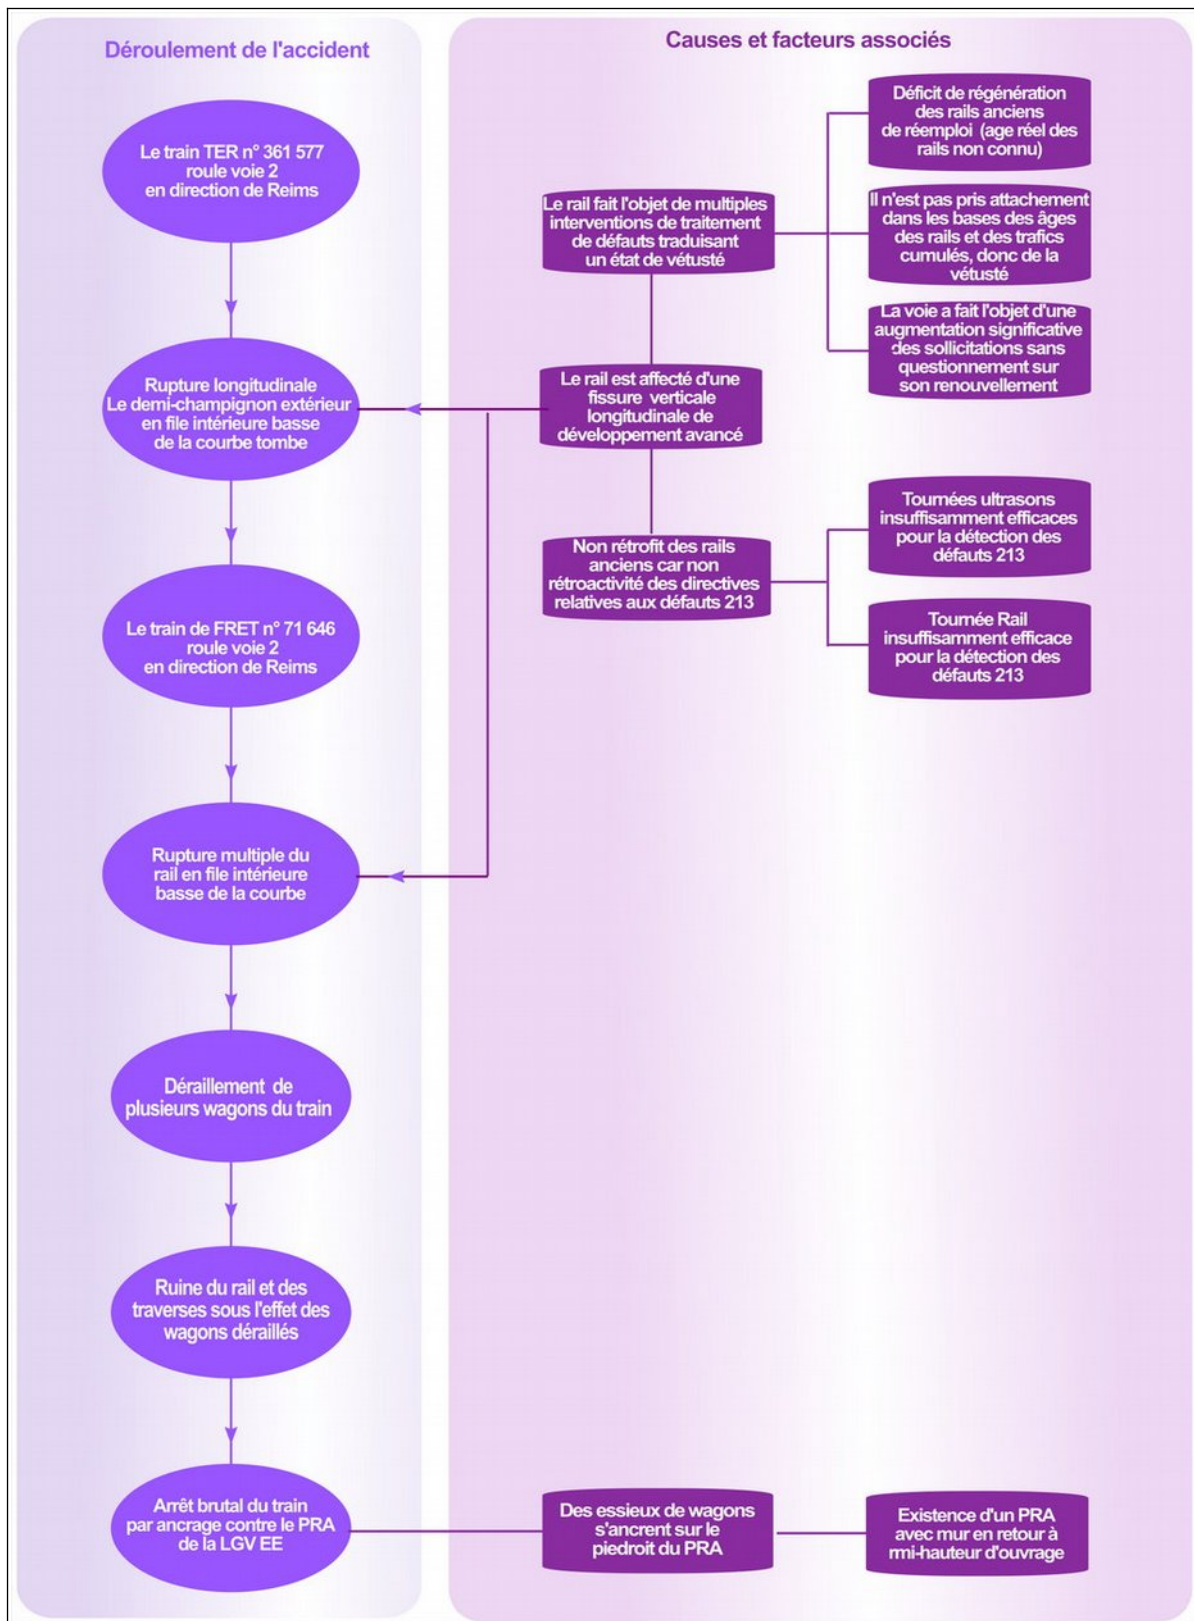 Déroulement de l'accident
Le train TER n° 361 577
roule voie 2
en direction de Reims
Rupture longitudinale
Le demi-champignon extérieur
en file intérieure basse
de la courbe tombe
Le train de FRET n° 71 646
roule voie 2
en direction de Reims
Rupture multiple du
rail en file intérieure
basse de la courbe
Déraillement de
plusieurs wagons du train
Ruine du rail et des
traverses sous l'effet des
wagons déraillés
Arrêt brutal du train
par ancrage contre le PRA
de la LGV EE
Causes et facteurs associés
Le rail fait l'objet de multiples
interventions de traitement
de défauts traduisant
un état de vétusté
Déficit de régénération
des rails anciens
de réemploi (age réel des
rails non connu)
Il n'est pas pris attachement
dans les bases des âges
des rails et des trafics
cumulés, donc de la
vétusté
La voie a fait l'objet d'une
augmentation significative
des sollicitations sans
questionnement sur
son renouvellement
Le rail est affecté d'une
fissure verticale
longitudinale de
développement avancé
Non rétrofit des rails
anciens car non
rétroactivité des directives
relatives aux défauts 213
Tournées ultrasons
insuffisamment efficaces
pour la détection des
défauts 213
Tournée Rail
insuffisamment efficace
pour la détection des
défauts 213
Des essieux de wagons
s'ancrent sur le
piedroit du PRA
Existence d'un PRA
avec mur en retour à
rmi-hauteur d'ouvrage